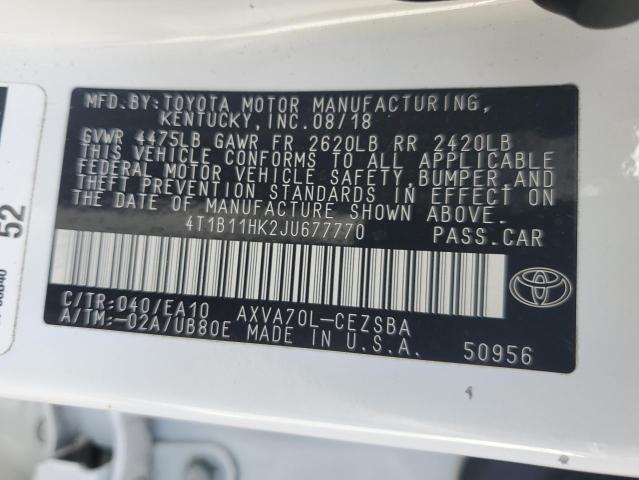 MFD.BY:TOYOTA MOTOR MANUFACTURING,
KENTUCKY,INC.08/18
GVWR 4475LB GAWR FR 2620LB RR 2420LB
THIS VEHICLE CONFORMS TO ALL APPLICABLE
FEDERAL MOTOR VEHICLE SAFETY,BUMPER,AND
THEFT PREVENTION STANDARDS IN EFFECT ON
THE DATE OF MANUFACTURE SHOWN ABOVE.
4T1B11HK2JU677770 PASS.CAR
C/TR:040/EA10 AXVA70L-CEZSBA
A/TM:-02A/UB80E MADE IN U.S.A.
50956
52